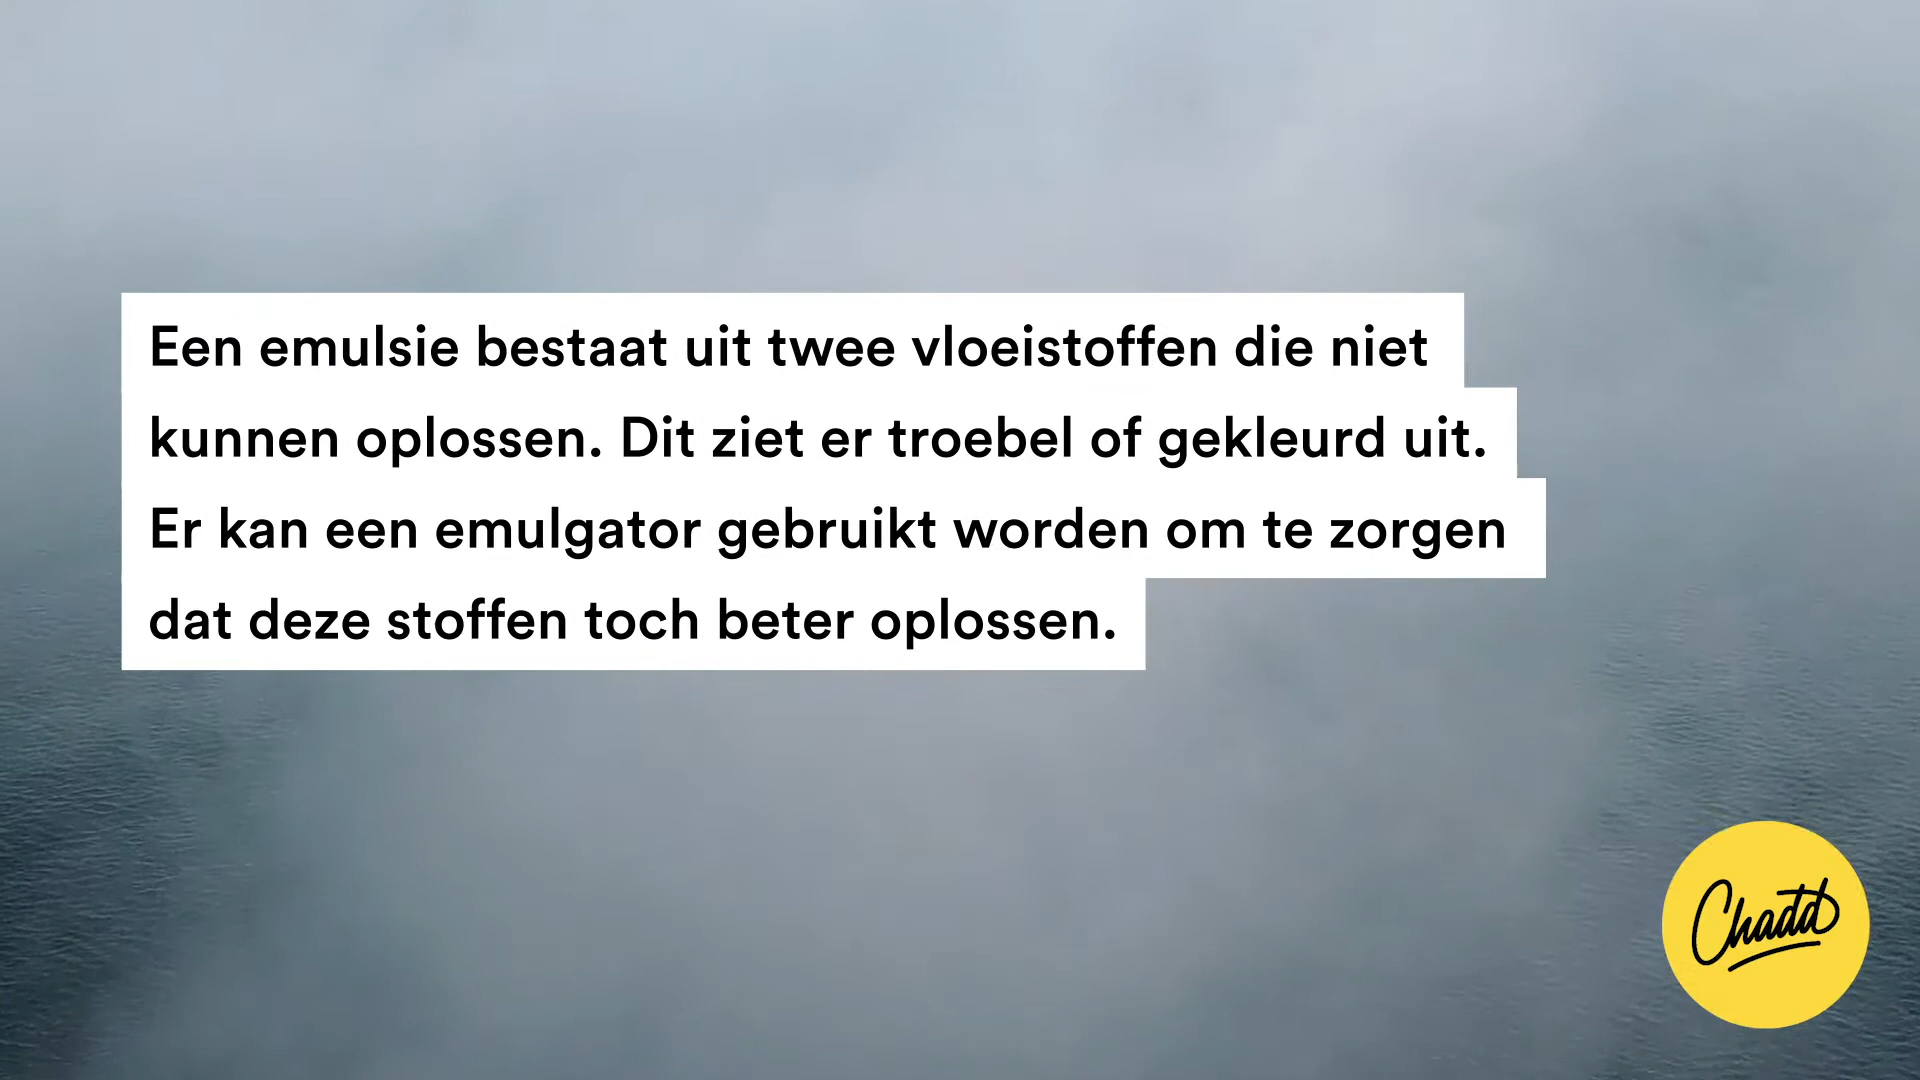 Een emulsie bestaat uit twee vloeistoffen die niet
kunnen oplossen. Dit ziet er troebel of gekleurd uit.
Er kan een emulgator gebruikt worden om te zorgen
dat deze stoffen toch beter oplossen.
Chadd